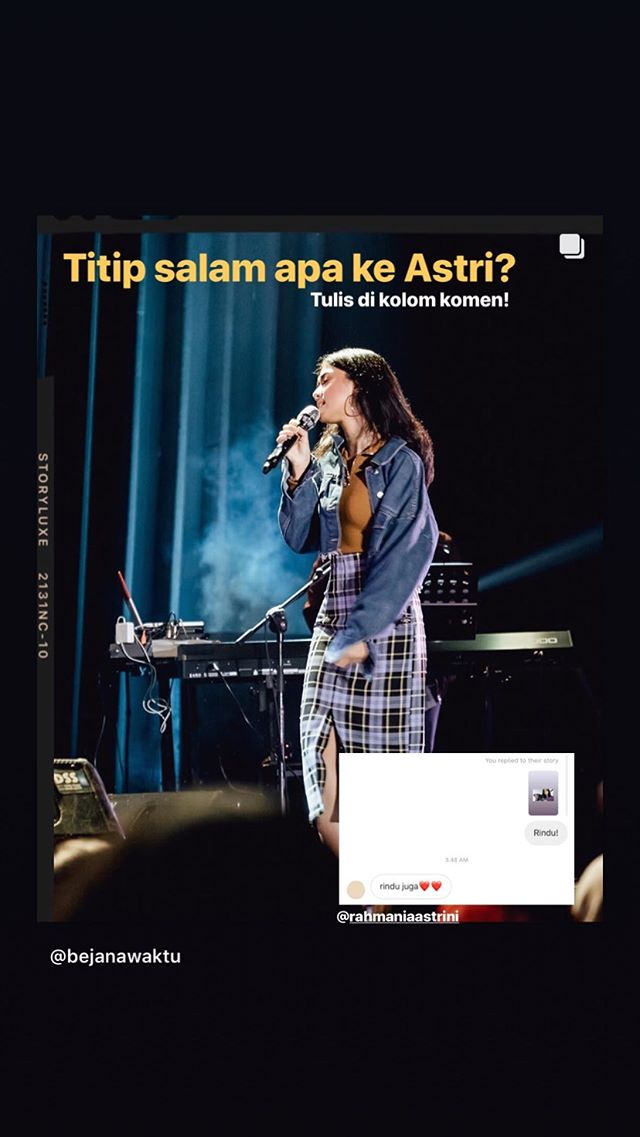 Titip salam apa ke Astri?
Tulis di kolom komen!
STORYLUXE 2131NC-10
You replied to their story
Rindu!
5.48 AM
rindu juga❤️❤️
@rahmaniaastrini
@bejanawaktu